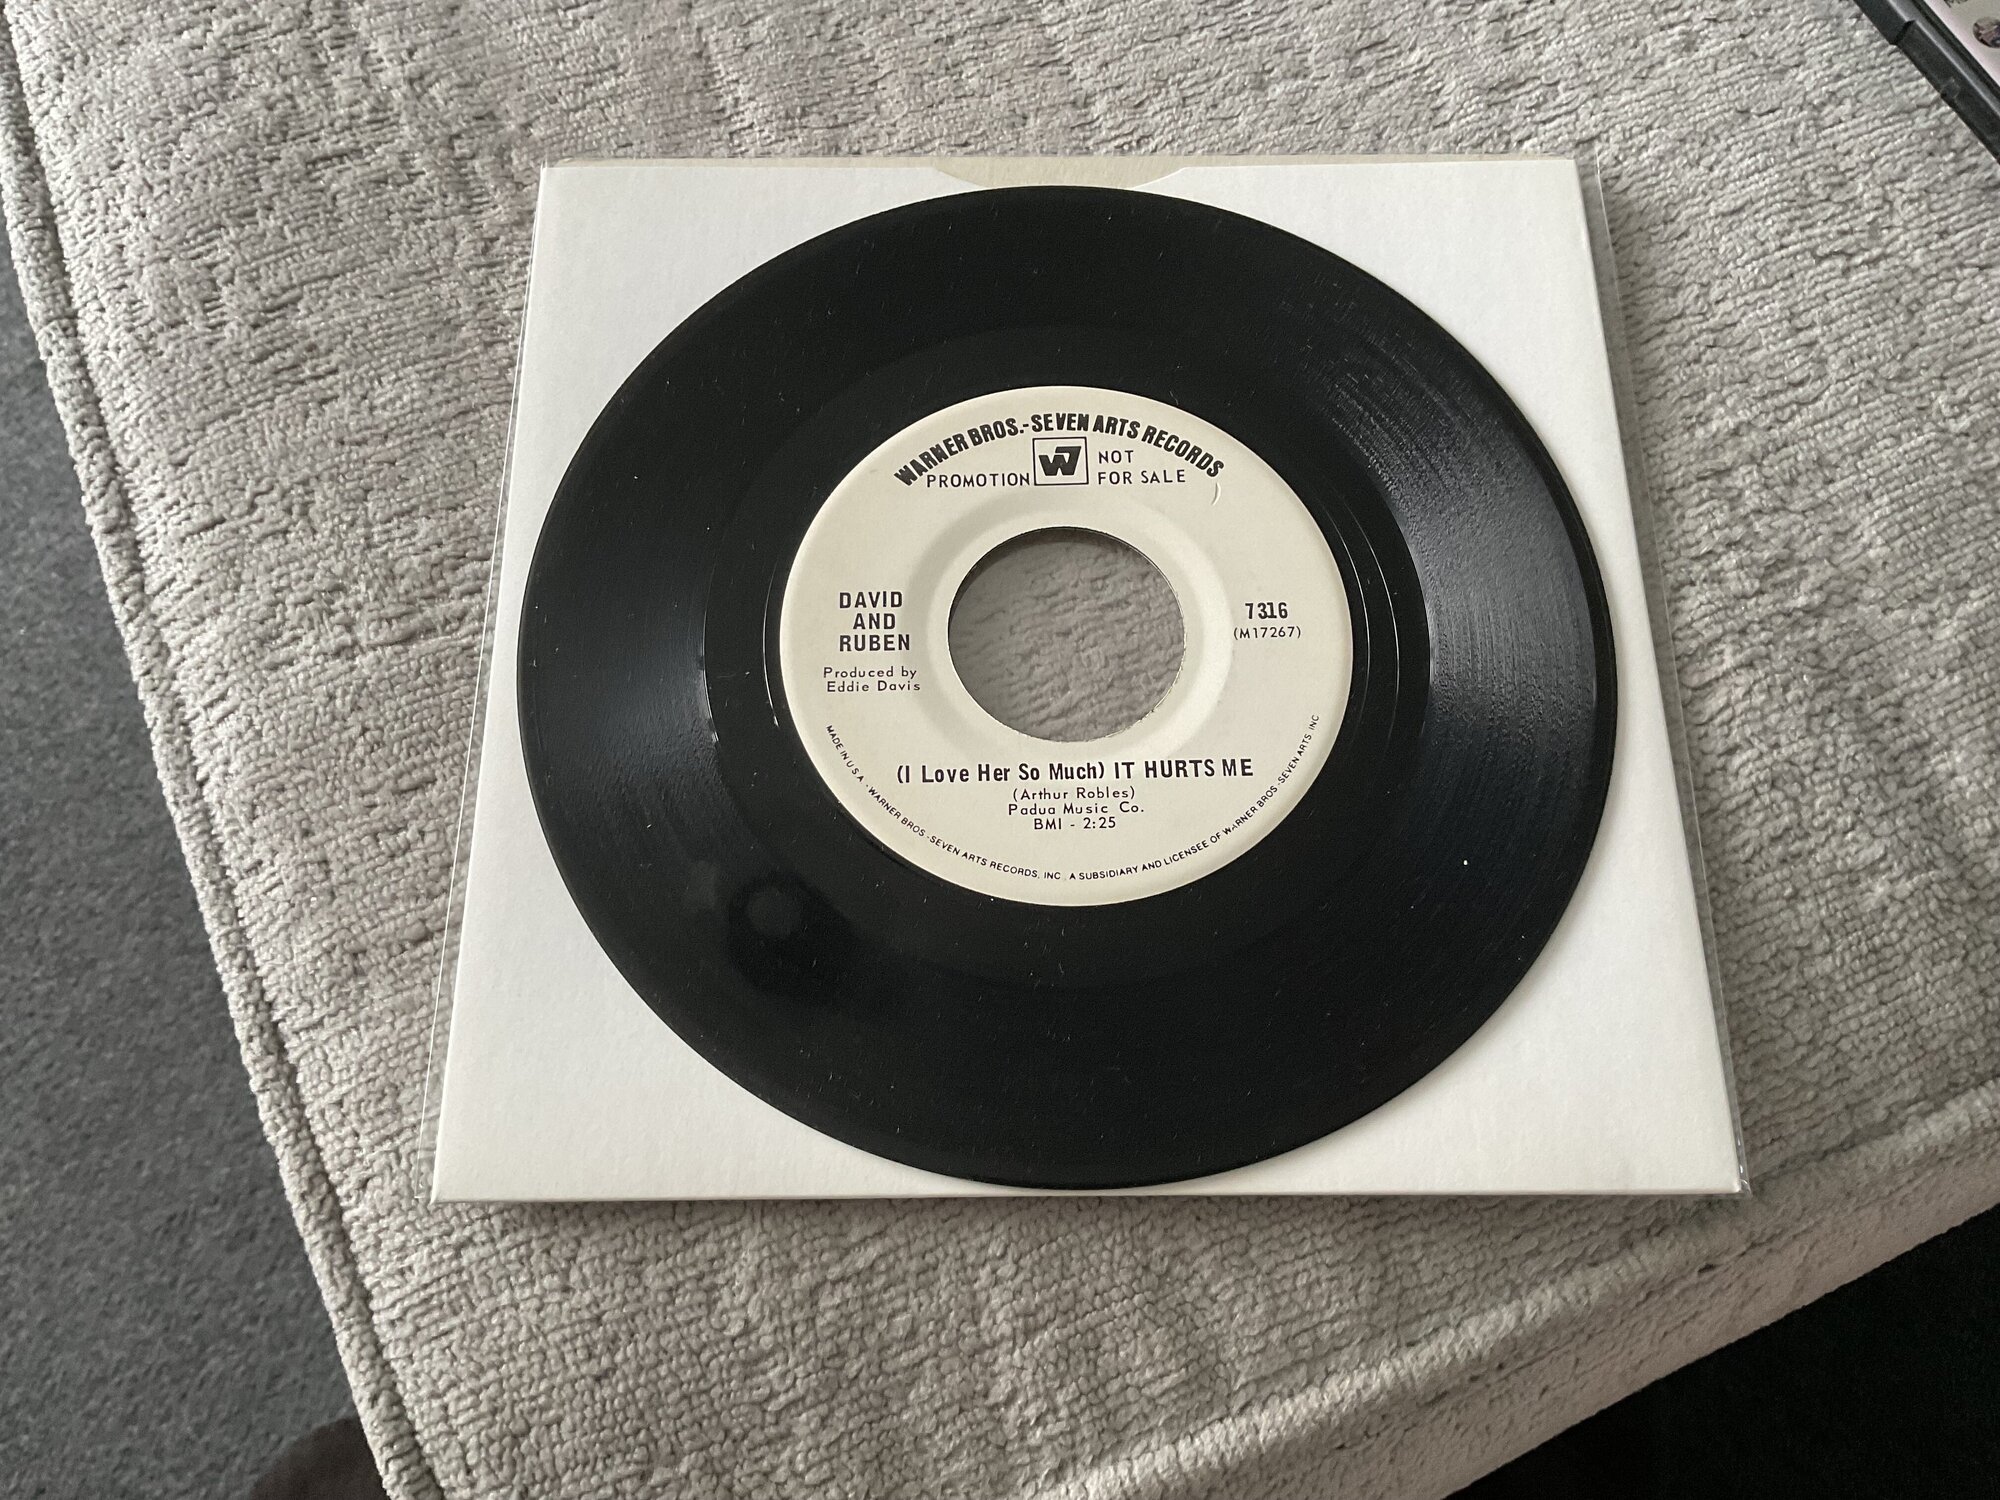 WARNER BROS.-SEVEN ARTS RECORDS
PROMOTION W7 NOT
FOR SALE
DAVID
AND
RUBEN
Produced by
Eddie Davis
7316
(M17267)
(I Love Her So Much) IT HURTS ME
(Arthur Robles)
Padua Music Co.
BMI - 2:25
MADE IN U.S.A. - WARNER BROS.-SEVEN ARTS RECORDS, INC., A SUBSIDIARY AND LICENSEE OF WARNER BROS.-SEVEN ARTS, INC.